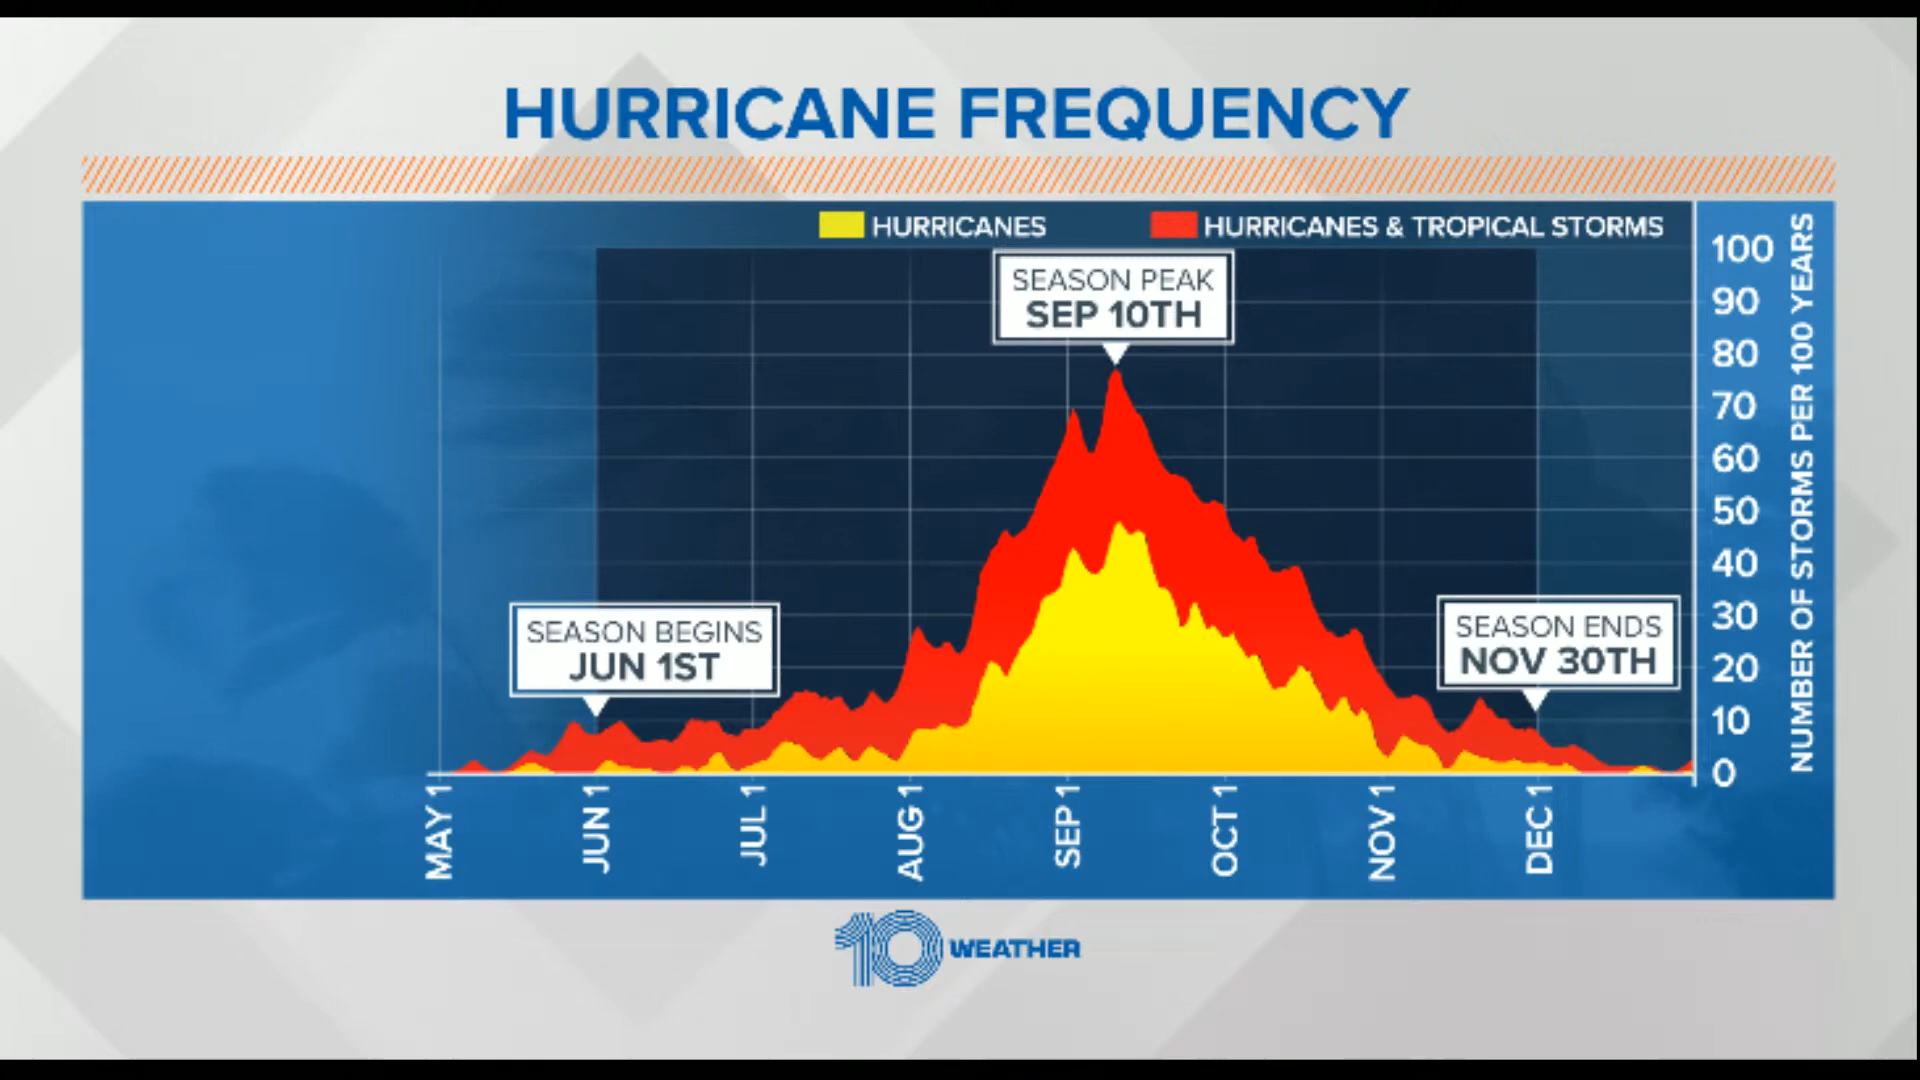 HURRICANE FREQUENCY
HURRICANES
HURRICANES & TROPICAL STORMS
SEASON PEAK
SEP 10TH
SEASON BEGINS
JUN 1ST
SEASON ENDS
NOV 30TH
100
90
80
70
60
50
40
30
20
10
0
NUMBER OF STORMS PER 100 YEARS
MAY 1
JUN 1
JUL 1
AUG 1
SEP 1
OCT 1
NOV 1
DEC 1
10 WEATHER